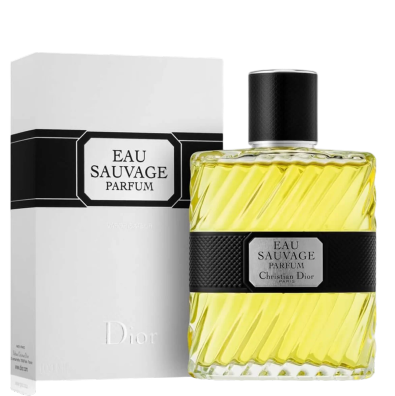 EAU
SAUVAGE
PARFUM
Dior
EAU
SAUVAGE
PARFUM
Christian Dior
PARIS